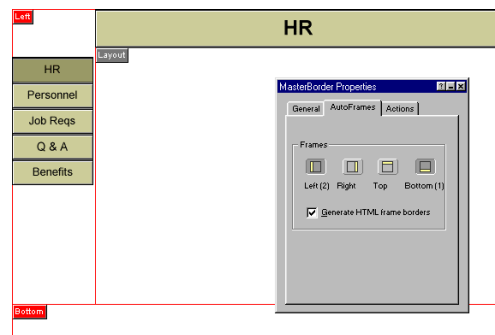 Left
HR
Layout
HR
Personnel
Job Reqs
Q & A
Benefits
MasterBorder Properties
General AutoFrames Actions
Frames
Left (2) Right Top Bottom (1)
Generate HTML frame borders
Bottom